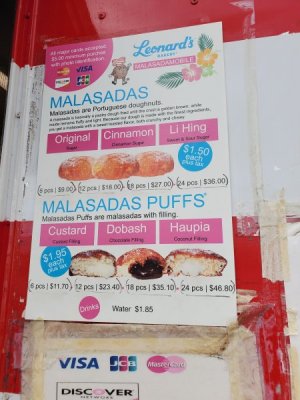 All major cards accepted.
$5.00 minimum purchase
with photo identification
VISA
JCB
Leonard's
BAKERY
MALASADAMOBILE
MALASADAS
Malasadas are Portuguese doughnuts.
Original
Sugar
Cinnamon
Cinnamon Sugar
Li Hing
Sweet & Sour Sugar
$1.50
each
plus tax
6 pcs ($9.00) 12 pcs ($18.00) 18 pcs ($27.00) 24 pcs ($36.00)
MALASADAS PUFFS
Malasadas Puffs are malasadas with filling.
Custard
Custard Filling
Dobash
Chocolate Filling
Haupia
Coconut Filling
$1.95
each
plus tax
6 pcs ($11.70) 12 pcs ($23.40) 18 pcs ($35.10) 24 pcs ($46.80)
Drinks
Water $1.85
VISA
JCB
MasterCard
DISCOVER
NETWORK